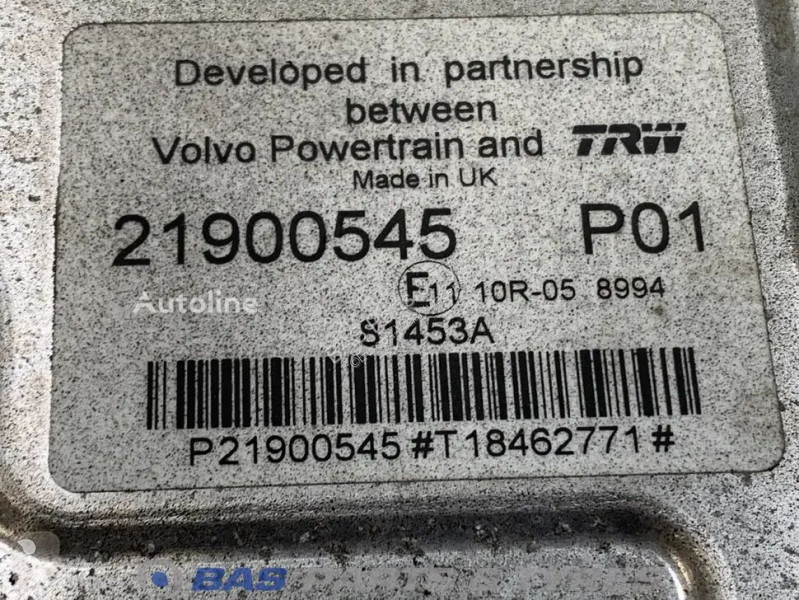 Developed in partnership
between
Volvo Powertrain and TRW
Made in UK
21900545 P01
E11 10R-05 8994
Autoline
S1453A
P21900545#T18462771#
BAS PARTS